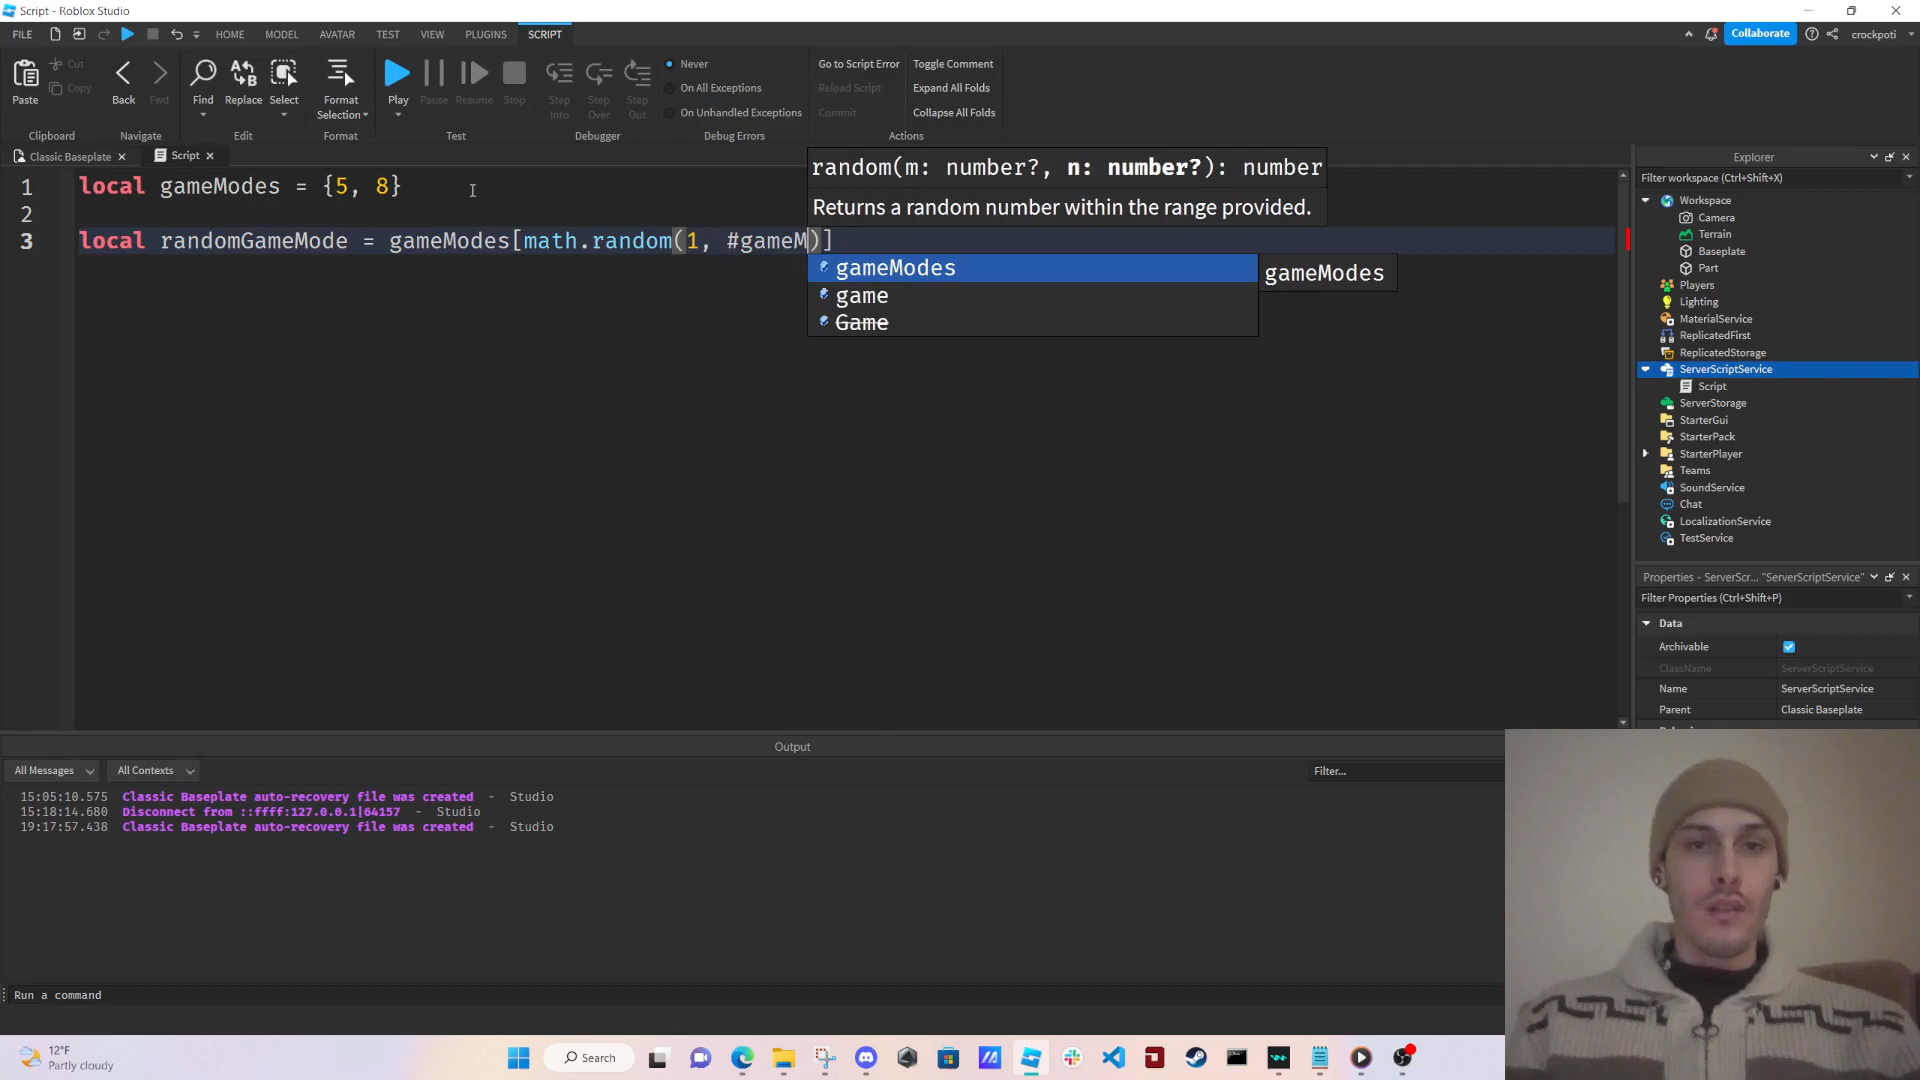 Script - Roblox Studio
FILE HOME MODEL AVATAR TEST VIEW PLUGINS SCRIPT Collaborate crockpoti
Paste Cut Copy Back Fwd Find Replace Select Format Selection Play Pause Resume Stop Step Into Step Over Step Out
Never
On All Exceptions
On Unhandled Exceptions
Go to Script Error
Reload Script
Commit
Toggle Comment
Expand All Folds
Collapse All Folds
Clipboard Navigate Edit Format Test Debugger Debug Errors Actions
Classic Baseplate Script
1 local gameModes = {5, 8}
2
3 local randomGameMode = gameModes[math.random(1, #gameM)]
random(m: number?, n: number?): number
Returns a random number within the range provided.
gameModes
game
Game
gameModes
Explorer
Filter workspace (Ctrl+Shift+X)
Workspace
Camera
Terrain
Baseplate
Part
Players
Lighting
MaterialService
ReplicatedFirst
ReplicatedStorage
ServerScriptService
Script
ServerStorage
StarterGui
StarterPack
StarterPlayer
Teams
SoundService
Chat
LocalizationService
TestService
Properties - ServerScr... "ServerScriptService"
Filter Properties (Ctrl+Shift+P)
Data
Archivable
ClassName ServerScriptService
Name ServerScriptService
Parent Classic Baseplate
Output
All Messages All Contexts Filter...
15:05:10.575 Classic Baseplate auto-recovery file was created - Studio
15:18:14.680 Disconnect from ::ffff:127.0.0.1|64157 - Studio
19:17:57.438 Classic Baseplate auto-recovery file was created - Studio
Run a command
12°F
Partly cloudy
Search